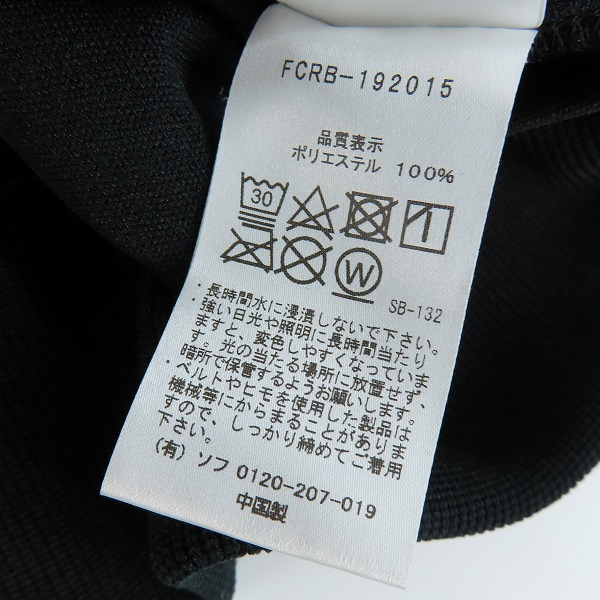 FCRB-192015
品質表示
ポリエステル 100%
30
W
SB-132
・長時間水に浸漬しないで下さい。
・強い日光や照明に長時間当たり
ますと、変色しやすくなっていま
す。光の当たる場所に放置せず、
暗所で保管するようお願いします。
・ベルトやヒモを使用した製品は
機械等にからまることがありま
すので、しっかり締めてご着用
下さい。
(有) ソフ 0120-207-019
中国製